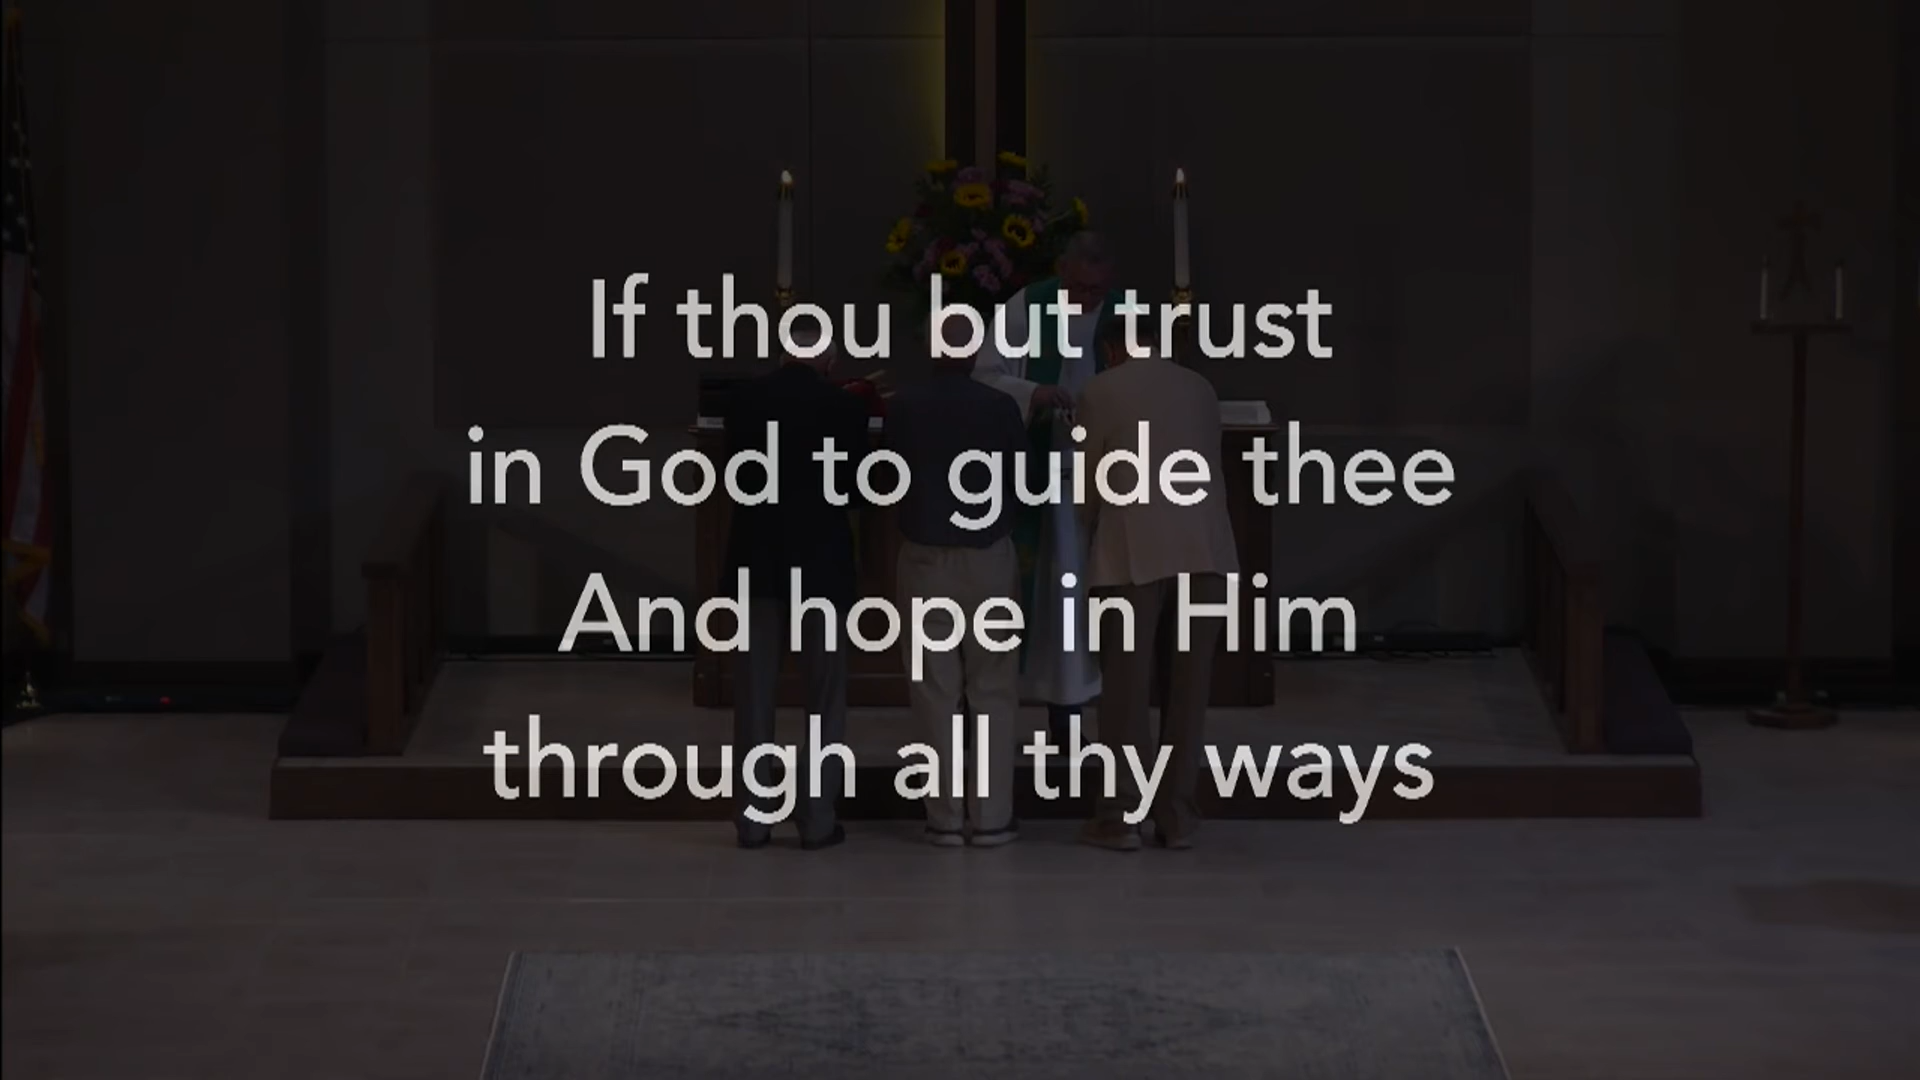 If thou but trust
in God to guide thee
And hope in Him
through all thy ways